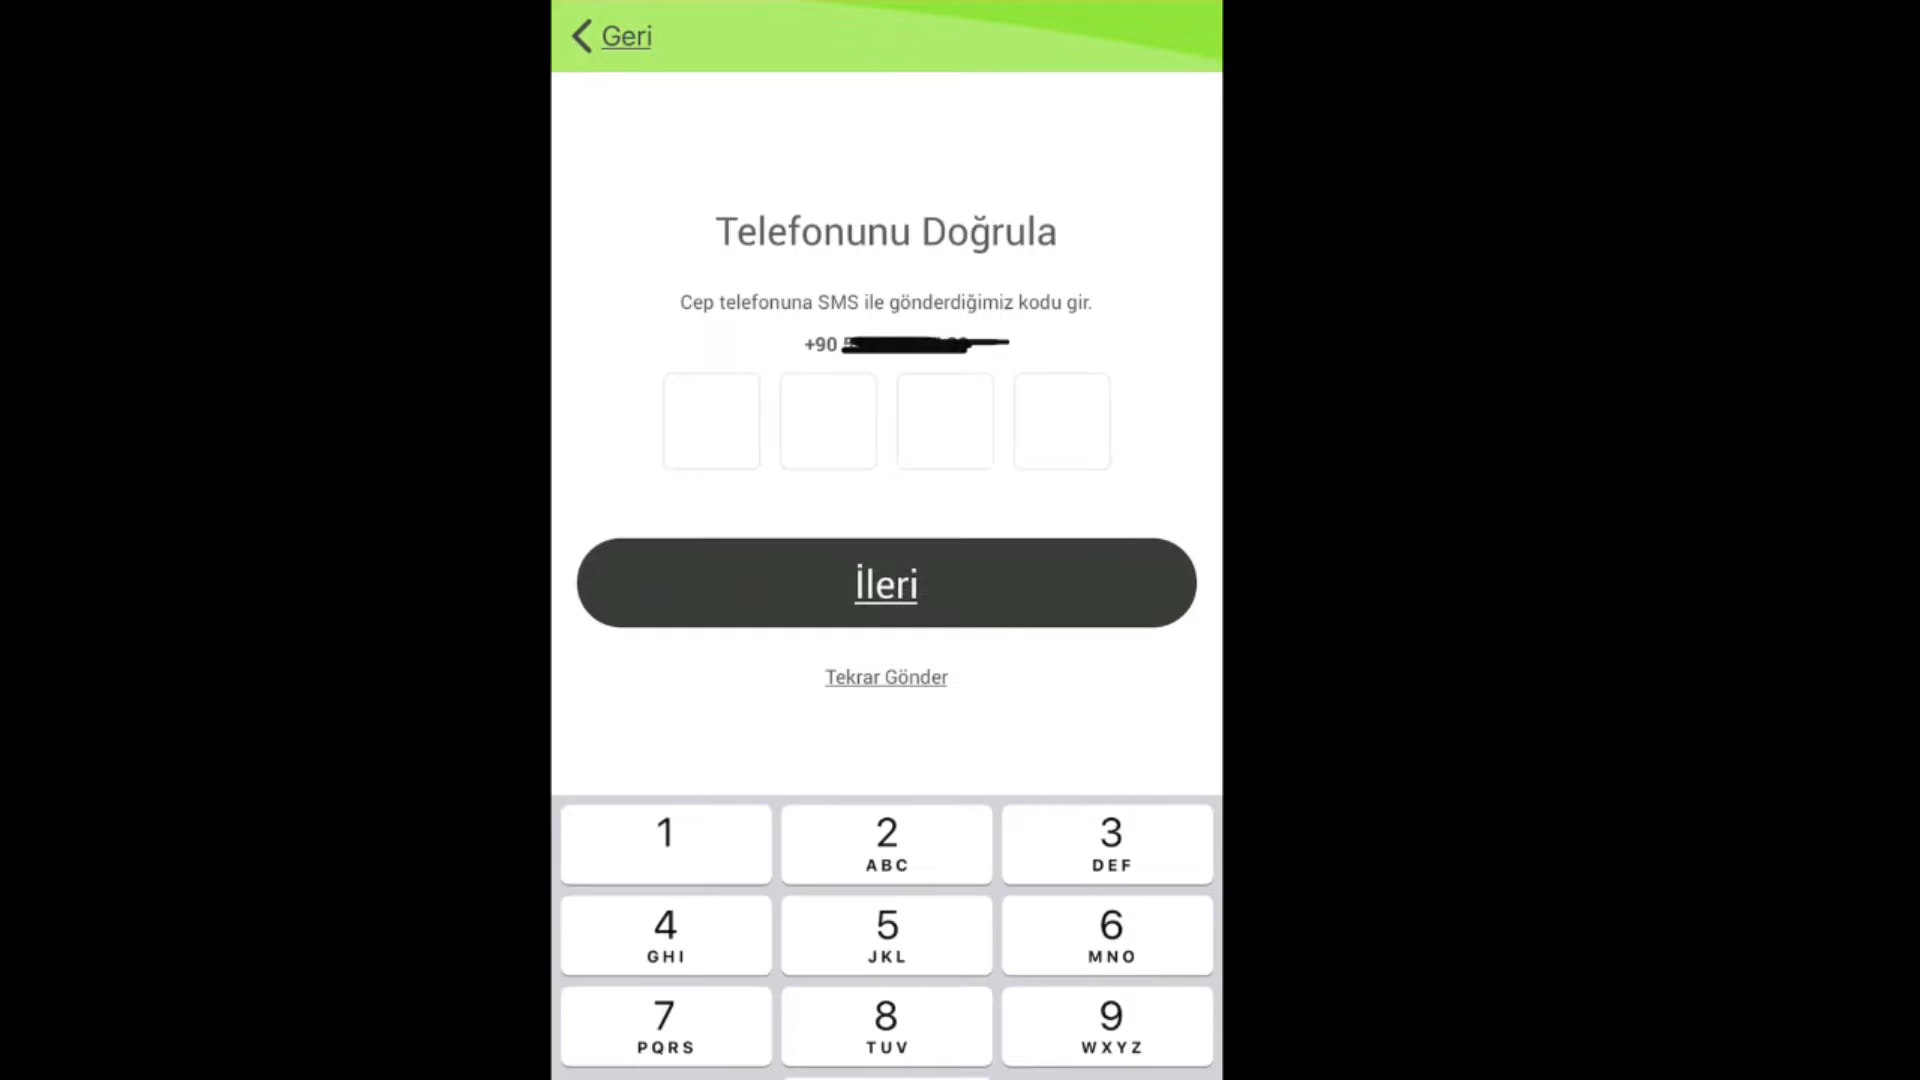 Geri
Telefonunu Doğrula
Cep telefonuna SMS ile gönderdiğimiz kodu gir.
+90
İleri
Tekrar Gönder
1
2
3
ABC
DEF
4
5
6
GHI
JKL
MNO
7
8
9
PQRS
TUV
WXYZ